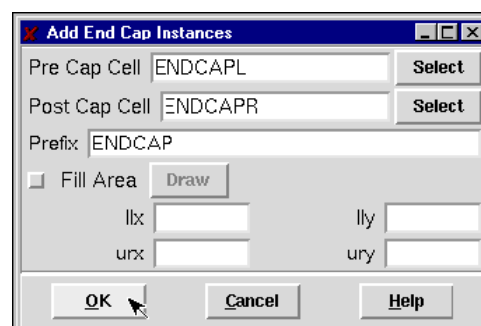 Add End Cap Instances
Pre Cap Cell ENDCAPL Select
Post Cap Cell ENDCAPR Select
Prefix ENDCAP
Fill Area Draw
llx lly
urx ury
OK Cancel Help